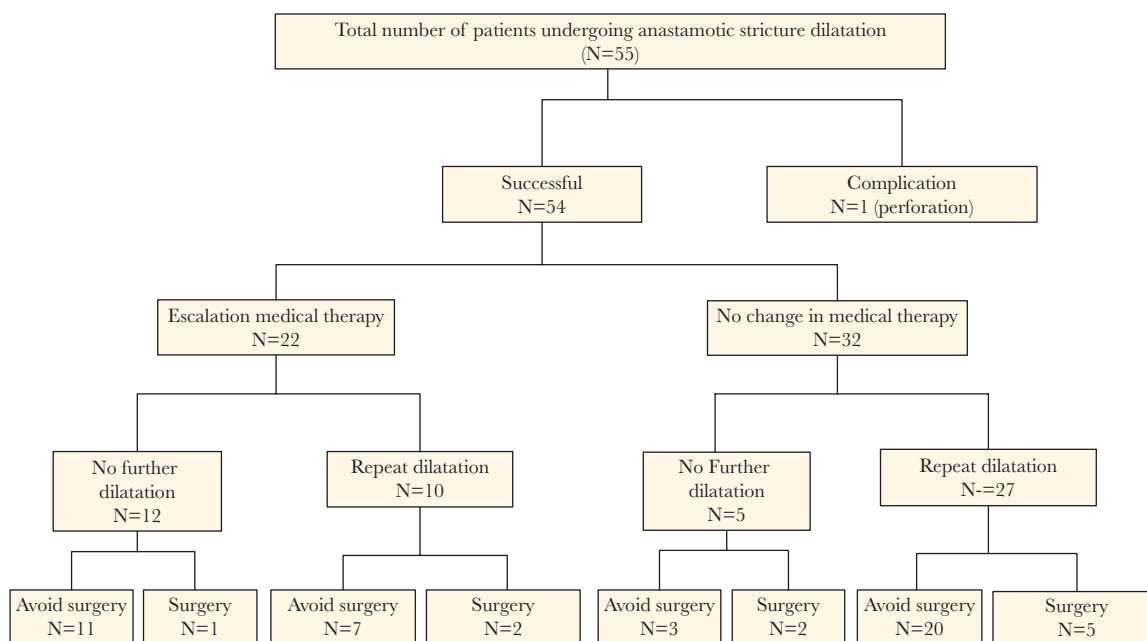 Total number of patients undergoing anastamotic stricture dilatation
(N=55)
Successful
N=54
Complication
N=1 (perforation)
Escalation medical therapy
N=22
No change in medical therapy
N=32
No further
dilatation
N=12
Repeat dilatation
N=10
No Further
dilatation
N=5
Repeat dilatation
N-=27
Avoid surgery
N=11
Surgery
N=1
Avoid surgery
N=7
Surgery
N=2
Avoid surgery
N=3
Surgery
N=2
Avoid surgery
N=20
Surgery
N=5